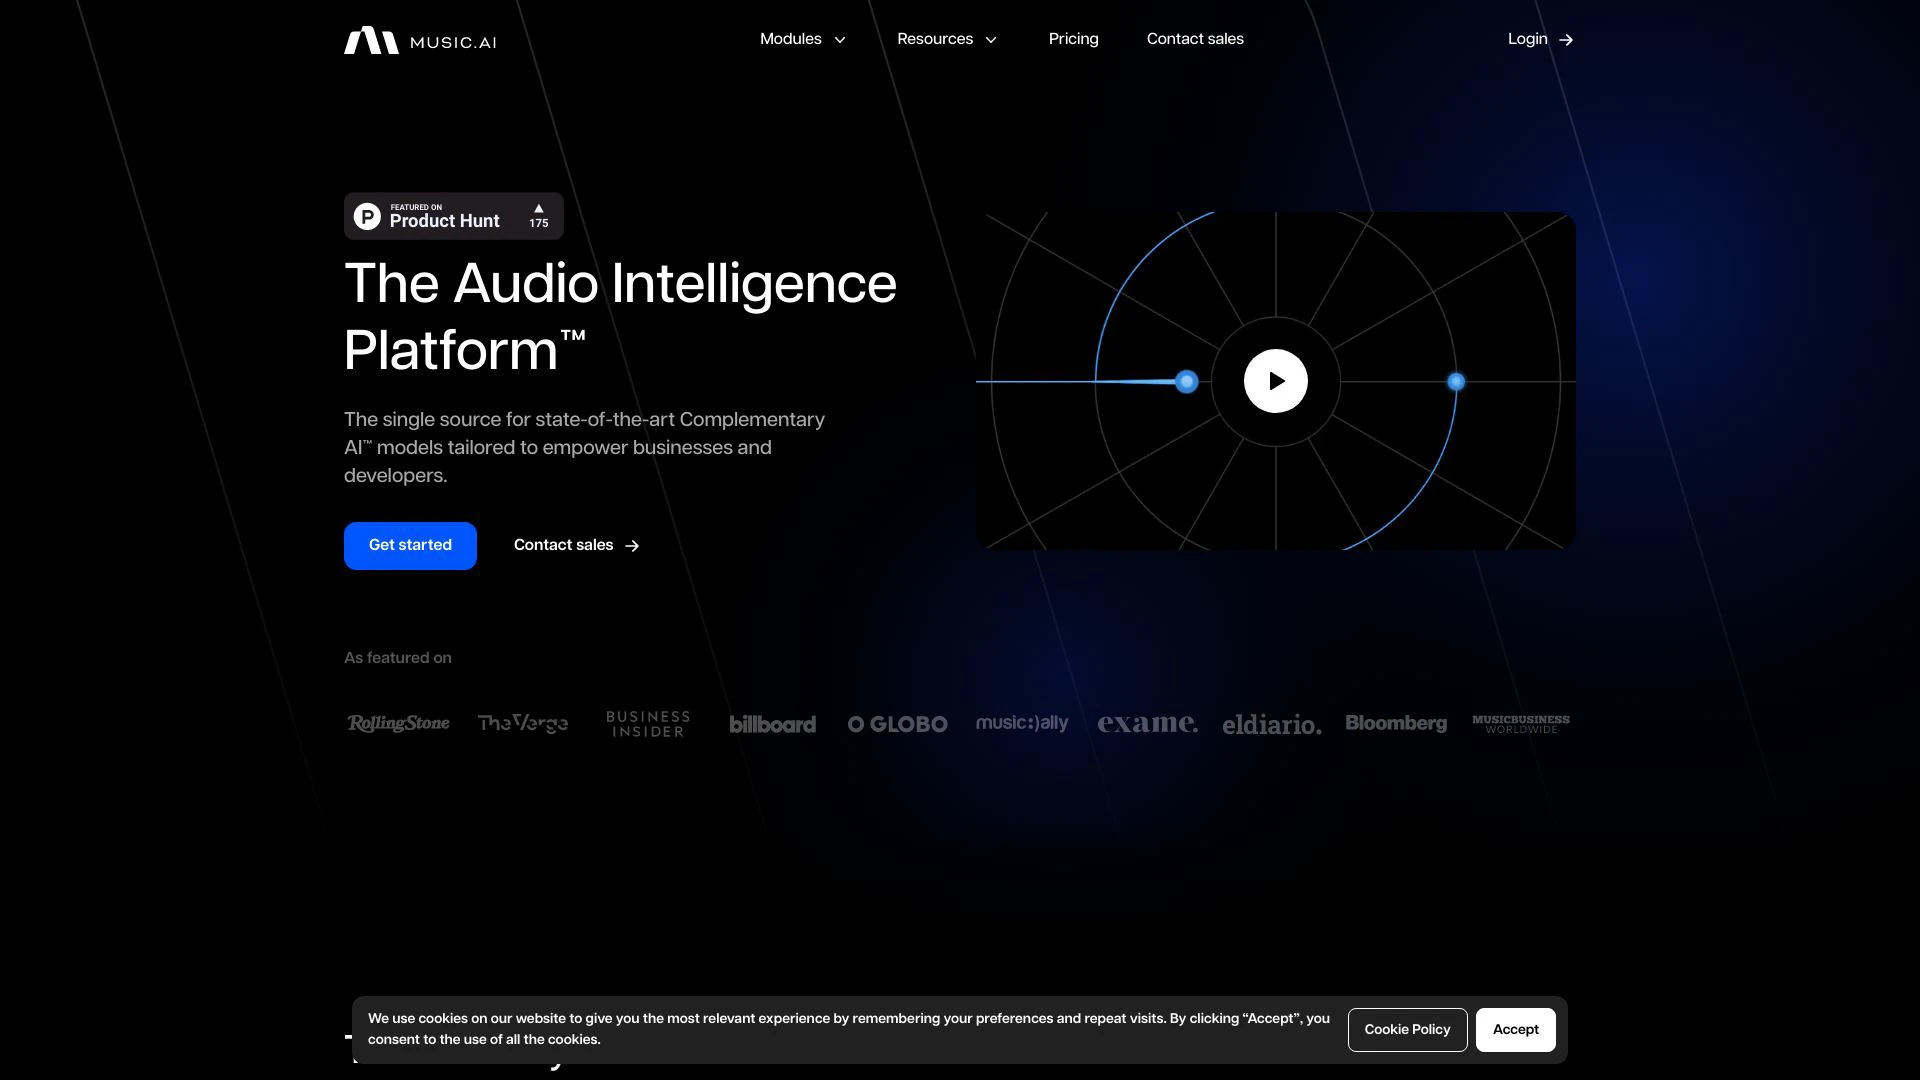 MUSIC.AI
Modules
Resources
Pricing
Contact sales
Login
FEATURED ON
Product Hunt
175
The Audio Intelligence
Platform™
The single source for state-of-the-art Complementary
AI™ models tailored to empower businesses and
developers.
Get started
Contact sales
As featured on
RollingStone
TheVerge
BUSINESS
INSIDER
billboard
O GLOBO
music:)ally
exame.
eldiario.
Bloomberg
MUSICBUSINESS
WORLDWIDE
We use cookies on our website to give you the most relevant experience by remembering your preferences and repeat visits. By clicking “Accept”, you
consent to the use of all the cookies.
Cookie Policy
Accept